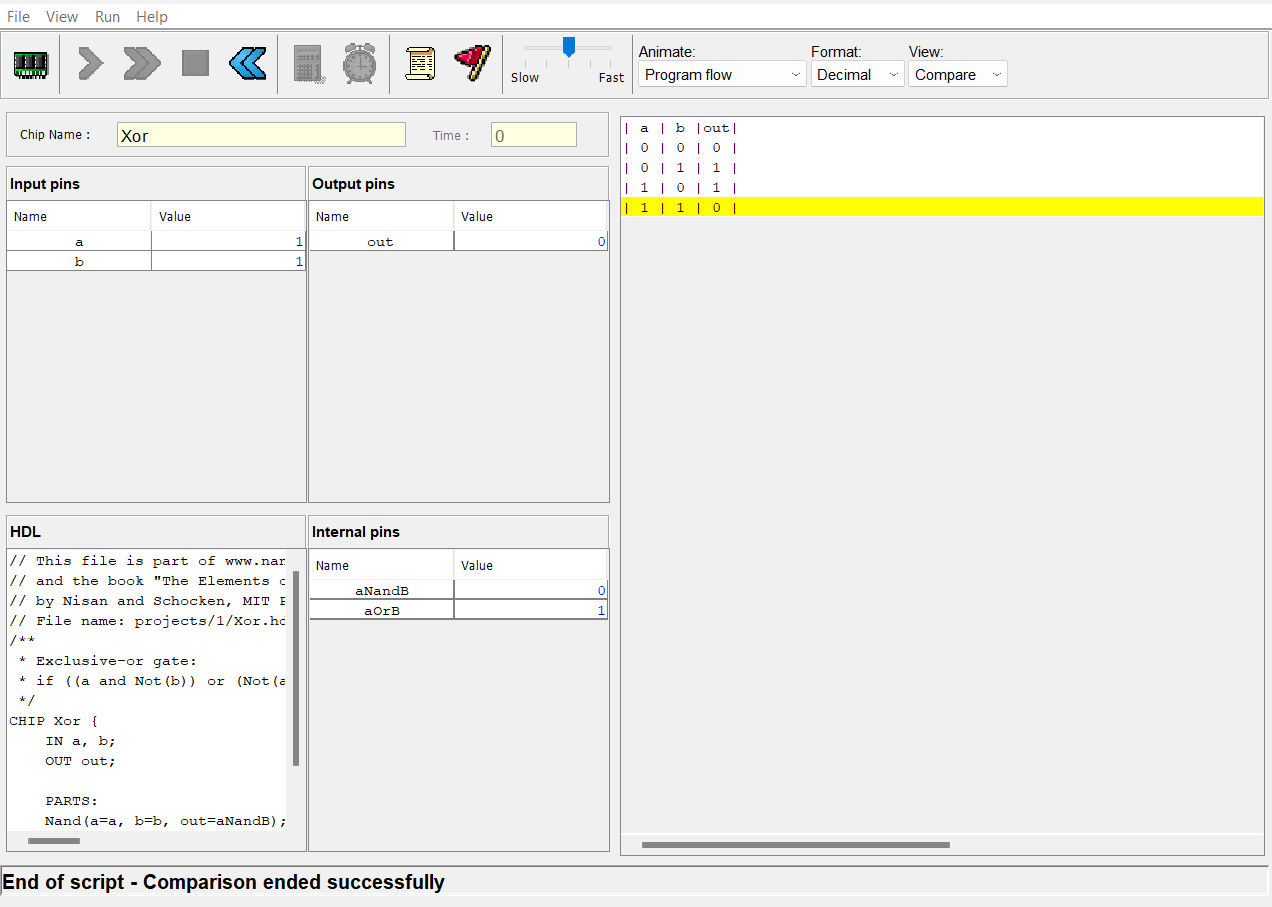 File View Run Help
Slow Fast
Animate: Format: View:
Program flow Decimal Compare
Chip Name : Xor Time : 0
Input pins
Name Value
a 1
b 1
Output pins
Name Value
out 0
| a | b |out|
| 0 | 0 | 0 |
| 0 | 1 | 1 |
| 1 | 0 | 1 |
| 1 | 1 | 0 |
HDL
// This file is part of www.nan
// and the book "The Elements o
// by Nisan and Schocken, MIT P
// File name: projects/1/Xor.hd
/**
* Exclusive-or gate:
* if ((a and Not(b)) or (Not(a
*/
CHIP Xor {
IN a, b;
OUT out;
PARTS:
Nand(a=a, b=b, out=aNandB);
Internal pins
Name Value
aNandB 0
aOrB 1
End of script - Comparison ended successfully